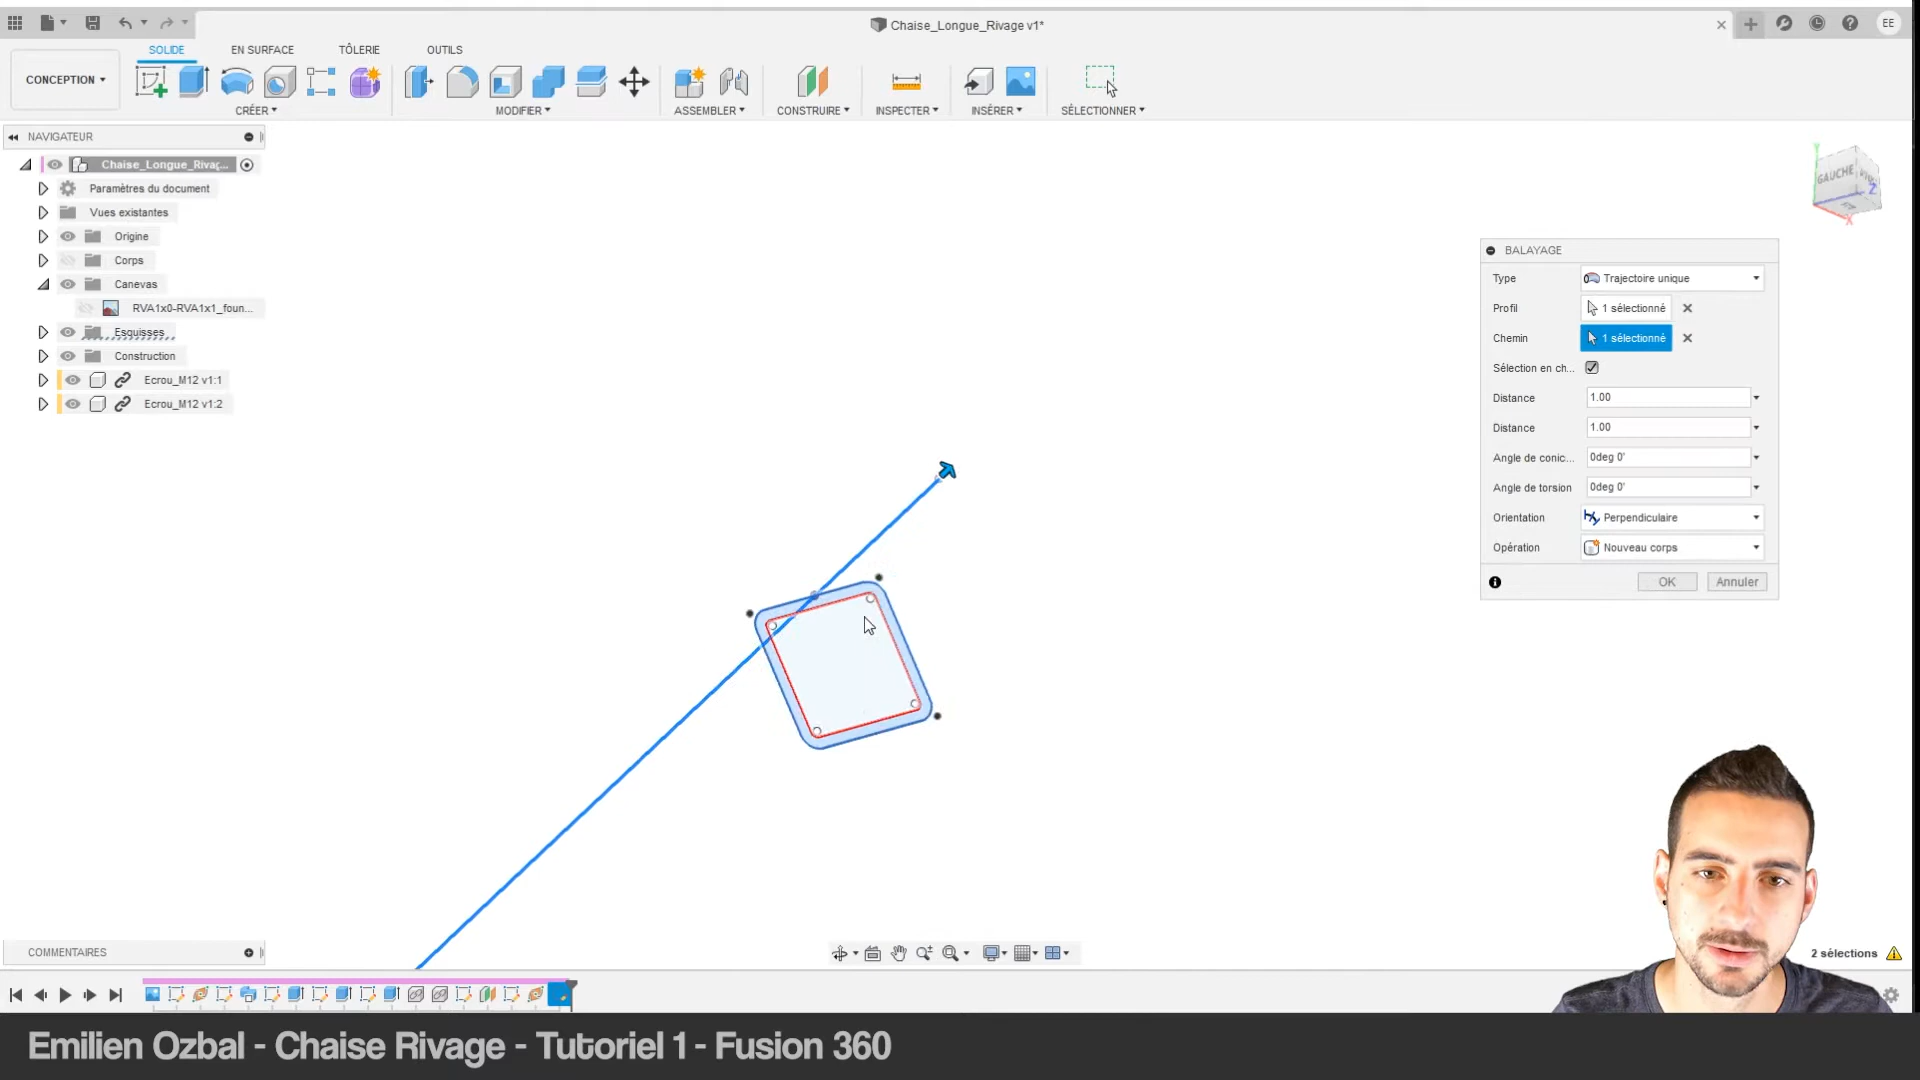 Chaise_Longue_Rivage v1*
EE
SOLIDE
EN SURFACE
TÔLERIE
OUTILS
CONCEPTION
CRÉER
MODIFIER
ASSEMBLER
CONSTRUIRE
INSPECTER
INSÉRER
SÉLECTIONNER
NAVIGATEUR
Chaise_Longue_Rivag...
Paramètres du document
Vues existantes
Origine
Corps
Canevas
RVA1x0-RVA1x1_foun...
Esquisses
Construction
Ecrou_M12 v1:1
Ecrou_M12 v1:2
Y
GAUCHE
Z
X
BALAYAGE
Type Trajectoire unique
Profil 1 sélectionné
Chemin 1 sélectionné
Sélection en ch...
Distance 1.00
Distance 1.00
Angle de conic... 0deg 0'
Angle de torsion 0deg 0'
Orientation Perpendiculaire
Opération Nouveau corps
OK Annuler
COMMENTAIRES
2 sélections
Emilien Ozbal - Chaise Rivage - Tutoriel 1 - Fusion 360